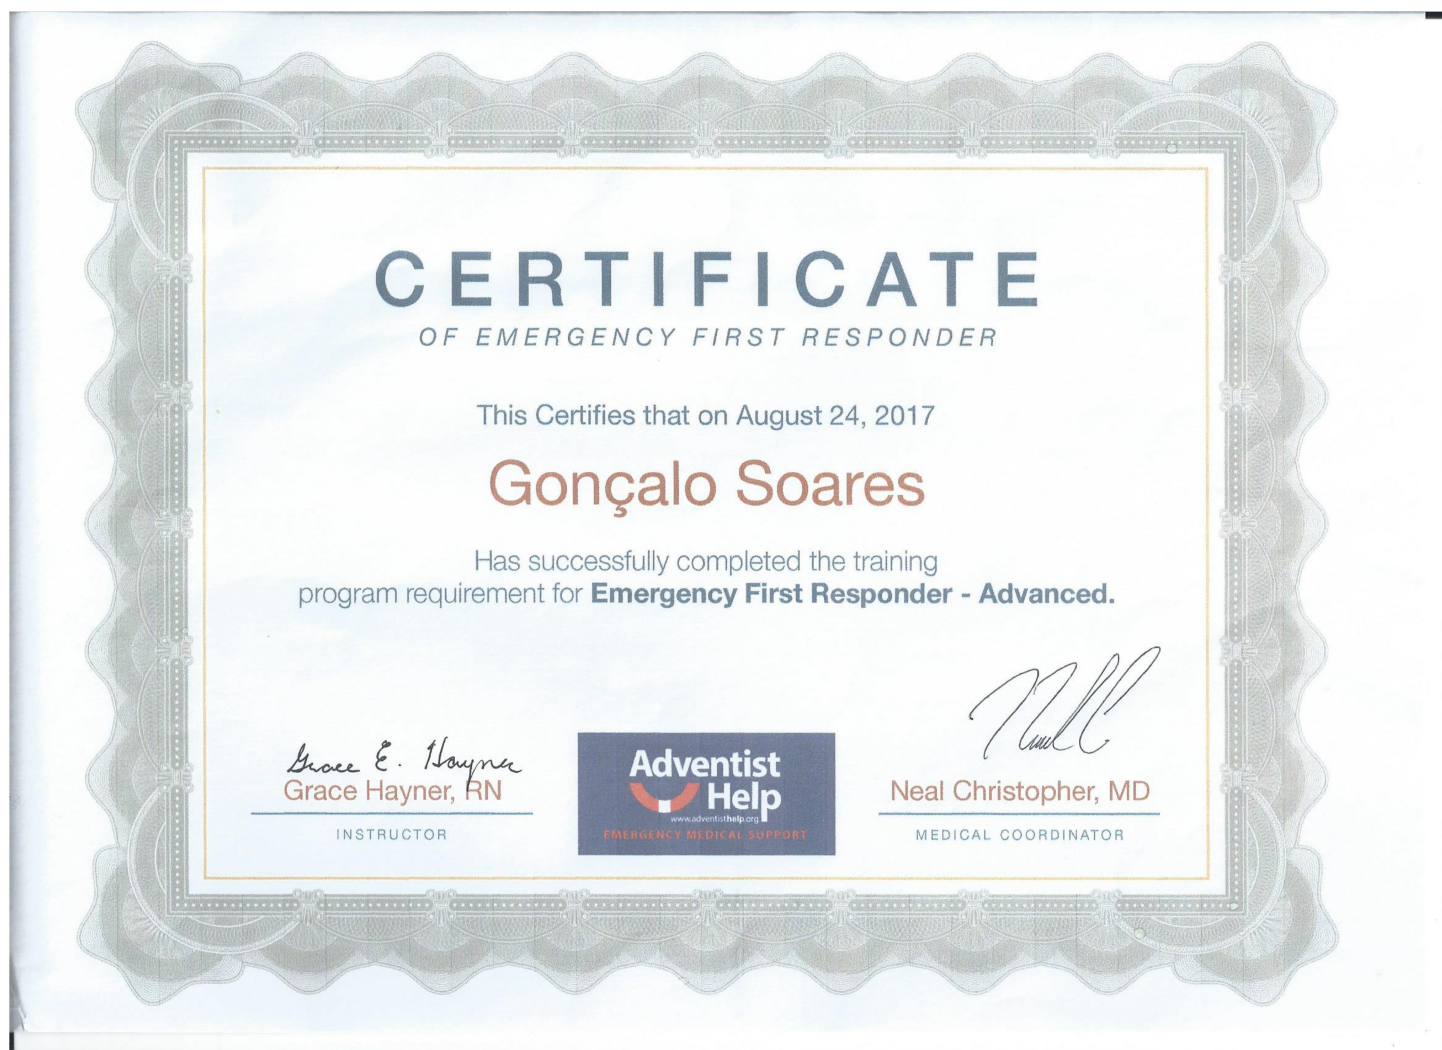 CERTIFICATE
OF EMERGENCY FIRST RESPONDER
This Certifies that on August 24, 2017
Gonçalo Soares
Has successfully completed the training
program requirement for Emergency First Responder - Advanced.
Grace E. Hayner
Grace Hayner, RN
INSTRUCTOR
Adventist
Help
www.adventisthelp.org
EMERGENCY MEDICAL SUPPORT
Neal Christopher, MD
MEDICAL COORDINATOR